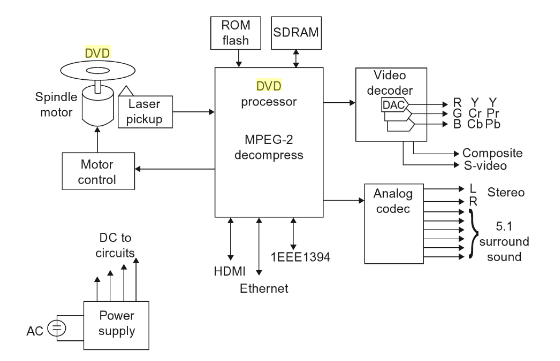 ROM
flash
SDRAM
DVD
Spindle
motor
Laser
pickup
DVD
processor
MPEG-2
decompress
Video
decoder
DAC
R Y Y
G Cr Pr
B Cb Pb
Composite
S-video
Motor
control
Analog
codec
L
R
Stereo
5.1
surround
sound
HDMI
Ethernet
1EEE1394
DC to
circuits
AC
Power
supply